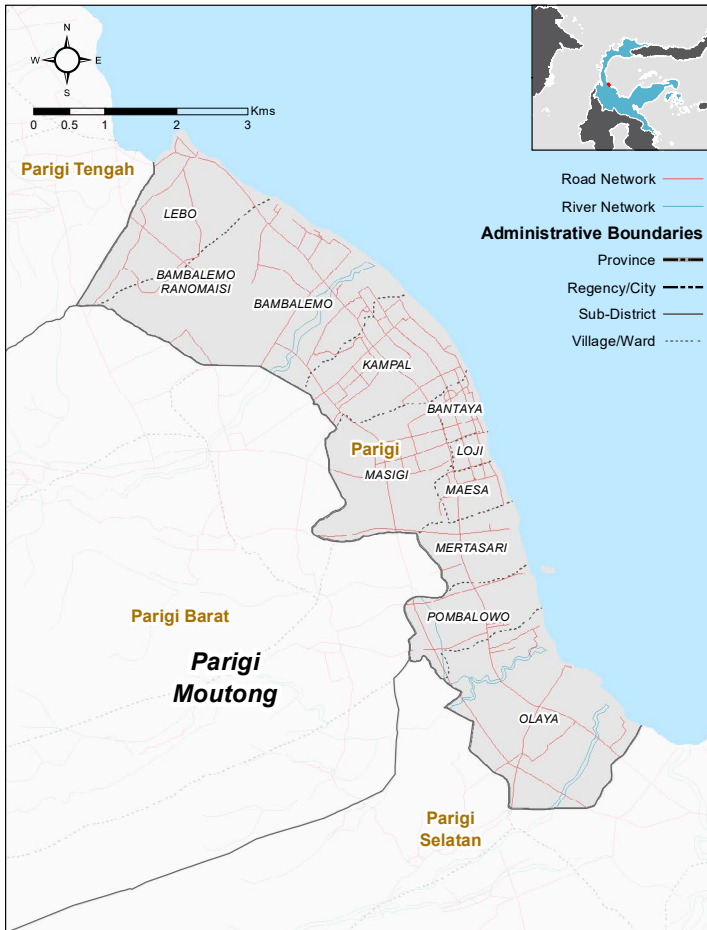 N
W E
S
Kms
0 0.5 1 2 3
Parigi Tengah
Road Network
River Network
Administrative Boundaries
Province
Regency/City
Sub-District
Village/Ward
LEBO
BAMBALEMO
RANOMAISI
BAMBALEMO
KAMPAL
BANTAYA
Parigi
LOJI
MASIGI
MAESA
MERTASARI
Parigi Barat
POMBALOWO
Parigi
Moutong
OLAYA
Parigi
Selatan